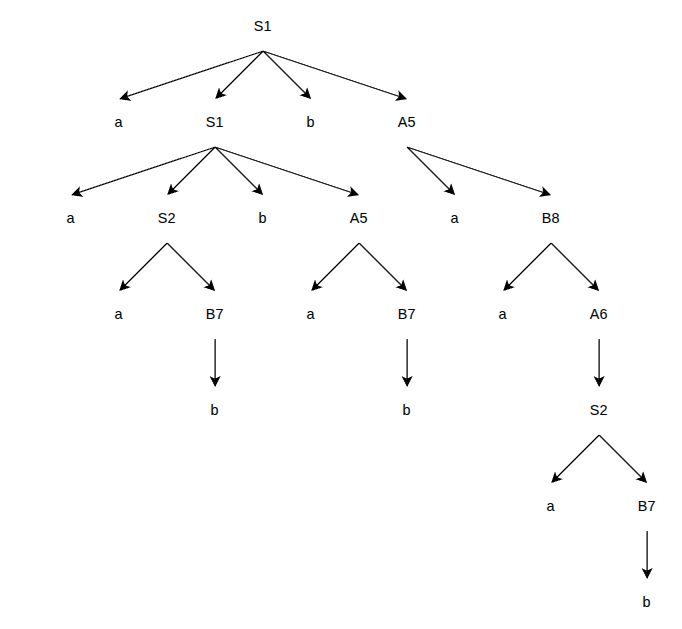 S1
a S1 b A5
a S2 b A5 a B8
a B7 a B7 a A6
b b S2
a B7
b